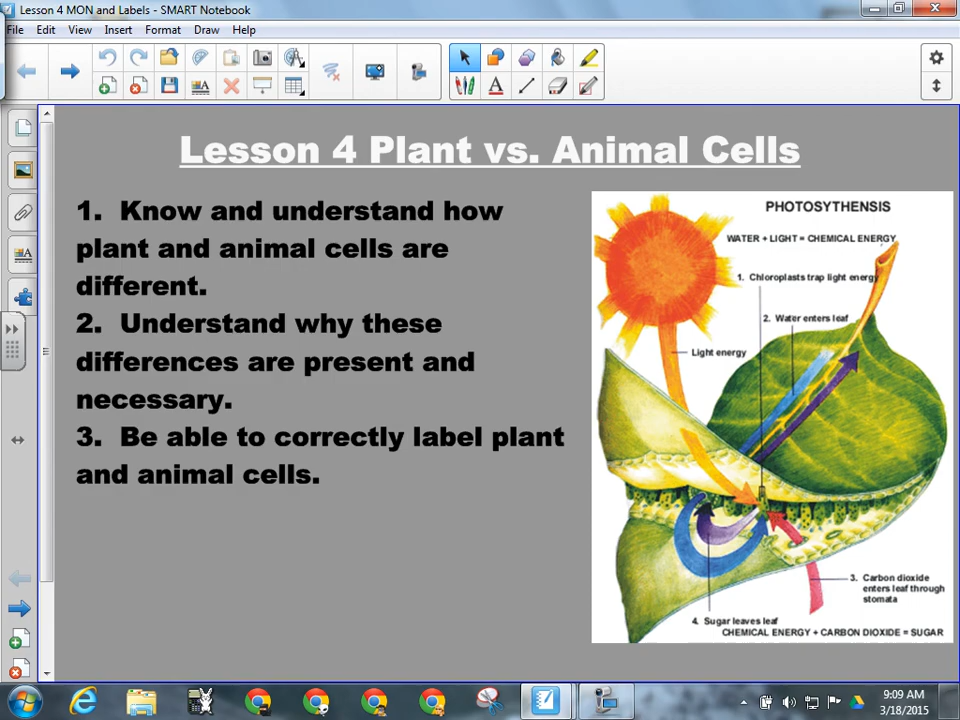 Lesson 4 MON and Labels - SMART Notebook
File Edit View Insert Format Draw Help
Lesson 4 Plant vs. Animal Cells
1. Know and understand how
plant and animal cells are
different.
2. Understand why these
differences are present and
necessary.
3. Be able to correctly label plant
and animal cells.
PHOTOSYTHENSIS
WATER + LIGHT = CHEMICAL ENERGY
1. Chloroplasts trap light energy
2. Water enters leaf
Light energy
3. Carbon dioxide
enters leaf through
stomata
4. Sugar leaves leaf
CHEMICAL ENERGY + CARBON DIOXIDE = SUGAR
9:09 AM
3/18/2015